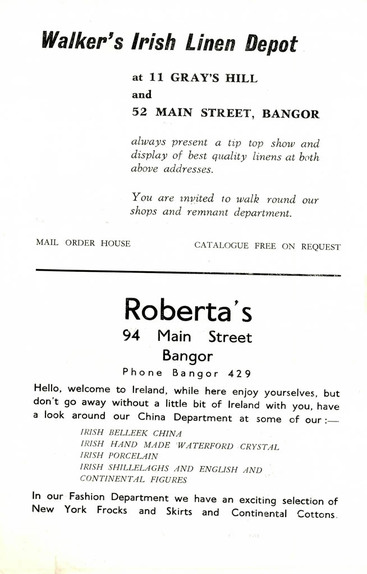 Walker's Irish Linen Depot
at 11 GRAY'S HILL
and
52 MAIN STREET, BANGOR
always present a tip top show and
display of best quality linens at both
above addresses.
You are invited to walk round our
shops and remnant department.
MAIL ORDER HOUSE CATALOGUE FREE ON REQUEST
Roberta's
94 Main Street
Bangor
Phone Bangor 429
Hello, welcome to Ireland, while here enjoy yourselves, but
don't go away without a little bit of Ireland with you, have
a look around our China Department at some of our :—
IRISH BELLEEK CHINA
IRISH HAND MADE WATERFORD CRYSTAL
IRISH PORCELAIN
IRISH SHILLELAGHS AND ENGLISH AND
CONTINENTAL FIGURES
In our Fashion Department we have an exciting selection of
New York Frocks and Skirts and Continental Cottons.